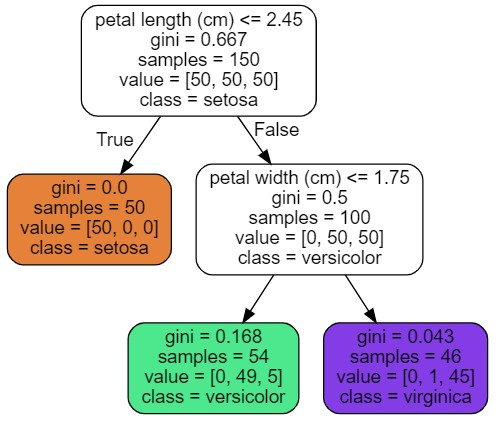 petal length (cm) <= 2.45
gini = 0.667
samples = 150
value = [50, 50, 50]
class = setosa
True
False
gini = 0.0
samples = 50
value = [50, 0, 0]
class = setosa
petal width (cm) <= 1.75
gini = 0.5
samples = 100
value = [0, 50, 50]
class = versicolor
gini = 0.168
samples = 54
value = [0, 49, 5]
class = versicolor
gini = 0.043
samples = 46
value = [0, 1, 45]
class = virginica